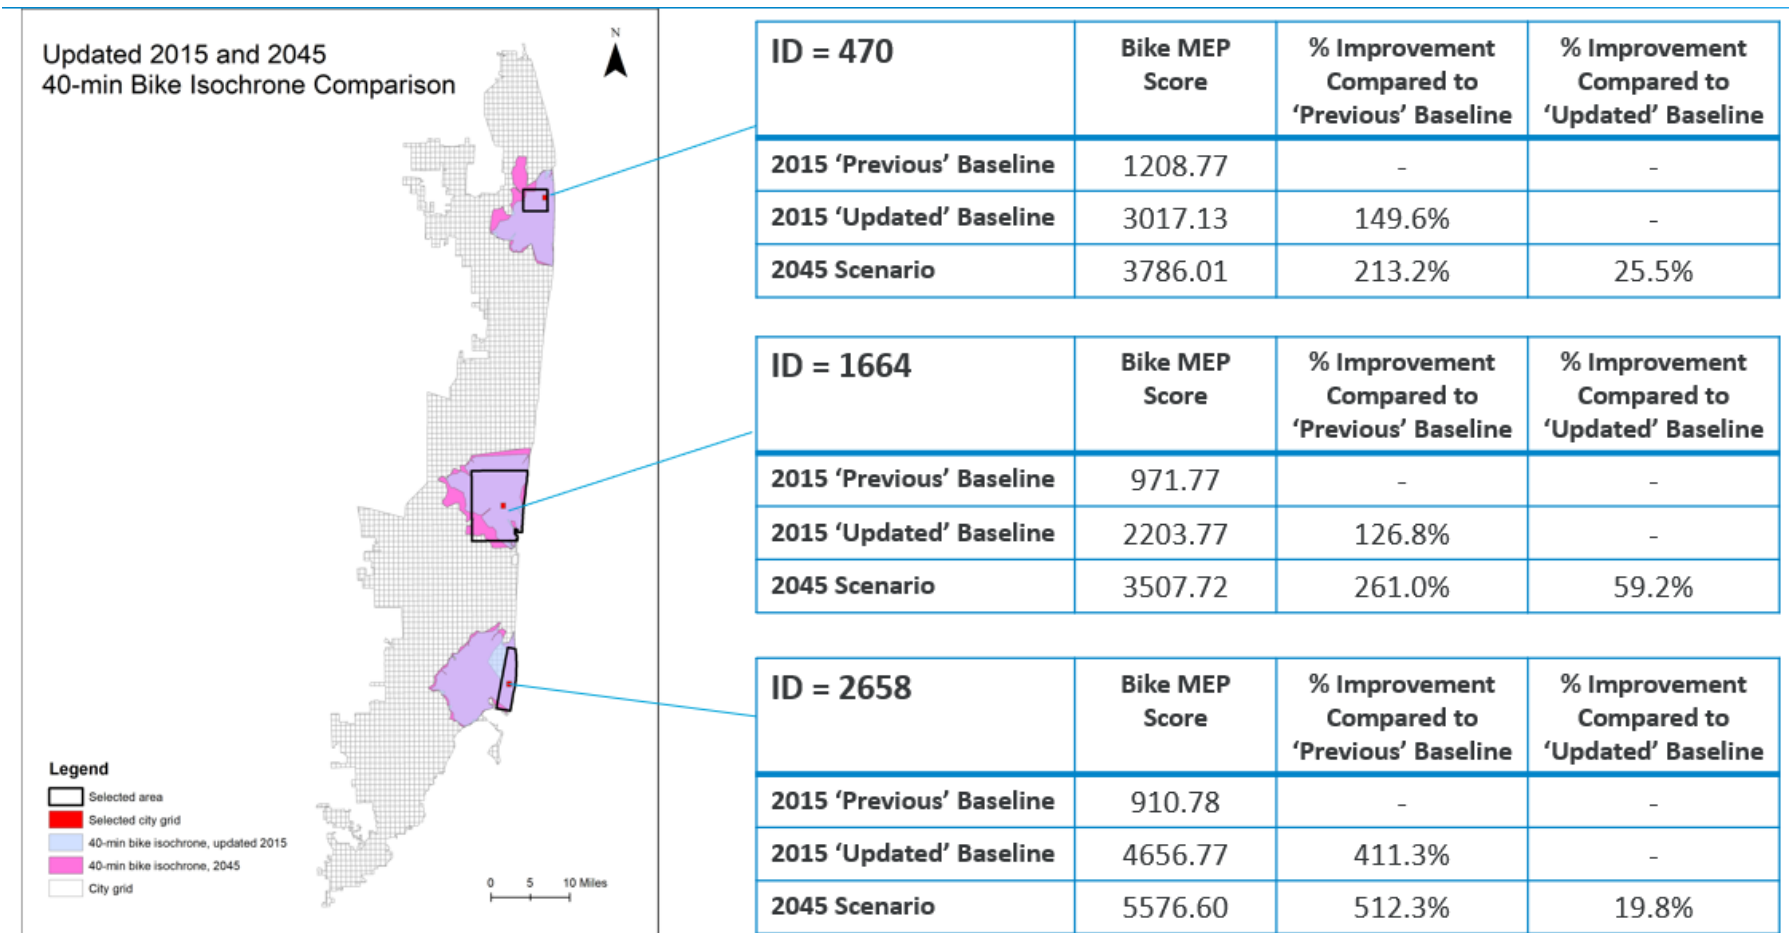 Updated 2015 and 2045
40-min Bike Isochrone Comparison
N
Legend
Selected area
Selected city grid
40-min bike isochrone, updated 2015
40-min bike isochrone, 2045
City grid
0 5 10 Miles
ID = 470
Bike MEP
Score
% Improvement
Compared to
‘Previous’ Baseline
% Improvement
Compared to
‘Updated’ Baseline
2015 ‘Previous’ Baseline 1208.77 - -
2015 ‘Updated’ Baseline 3017.13 149.6% -
2045 Scenario 3786.01 213.2% 25.5%
ID = 1664
Bike MEP
Score
% Improvement
Compared to
‘Previous’ Baseline
% Improvement
Compared to
‘Updated’ Baseline
2015 ‘Previous’ Baseline 971.77 - -
2015 ‘Updated’ Baseline 2203.77 126.8% -
2045 Scenario 3507.72 261.0% 59.2%
ID = 2658
Bike MEP
Score
% Improvement
Compared to
‘Previous’ Baseline
% Improvement
Compared to
‘Updated’ Baseline
2015 ‘Previous’ Baseline 910.78 - -
2015 ‘Updated’ Baseline 4656.77 411.3% -
2045 Scenario 5576.60 512.3% 19.8%